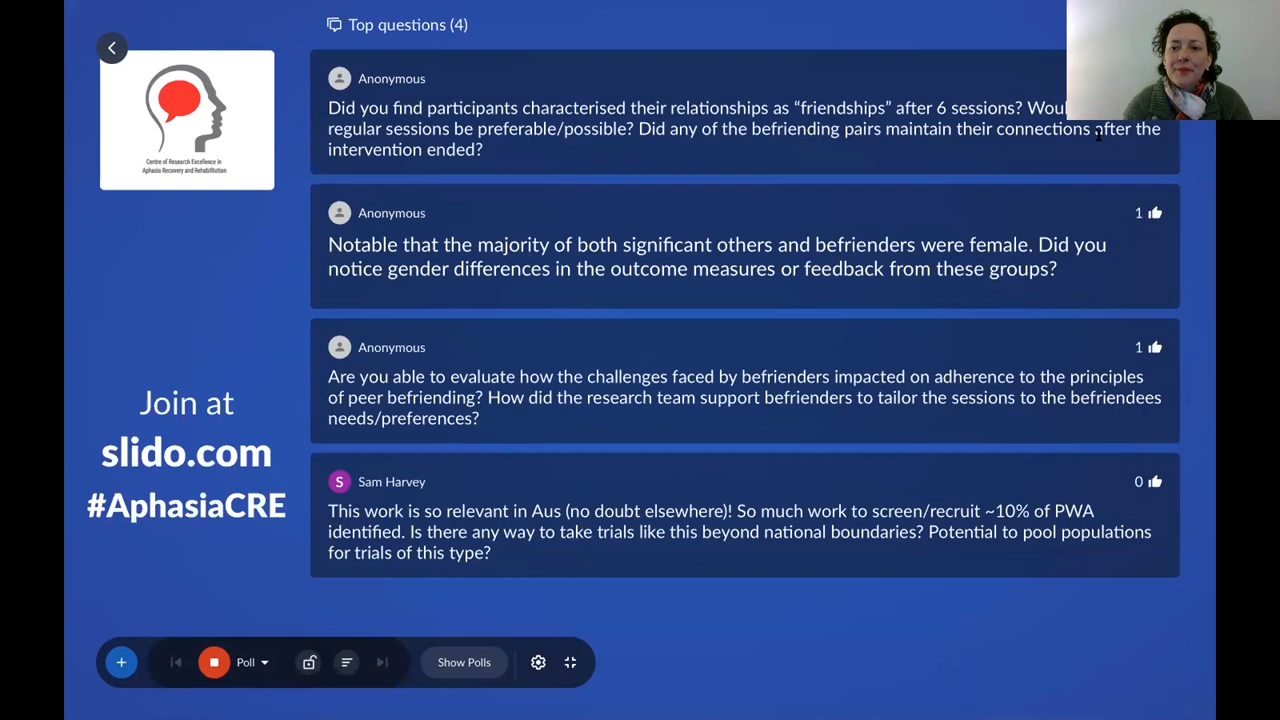 Top questions (4)
Anonymous
Did you find participants characterised their relationships as “friendships” after 6 sessions?
regular sessions be preferable/possible? Did any of the befriending pairs maintain their connections after the
intervention ended?
Centre of Research Excellence in
Aphasia Recovery and Rehabilitation
Anonymous
1
Notable that the majority of both significant others and befrienders were female. Did you
notice gender differences in the outcome measures or feedback from these groups?
Anonymous
1
Are you able to evaluate how the challenges faced by befrienders impacted on adherence to the principles
of peer befriending? How did the research team support befrienders to tailor the sessions to the befriendees
needs/preferences?
Join at
slido.com
#AphasiaCRE
S
Sam Harvey
0
This work is so relevant in Aus (no doubt elsewhere)! So much work to screen/recruit ~10% of PWA
identified. Is there any way to take trials like this beyond national boundaries? Potential to pool populations
for trials of this type?
Poll
Show Polls